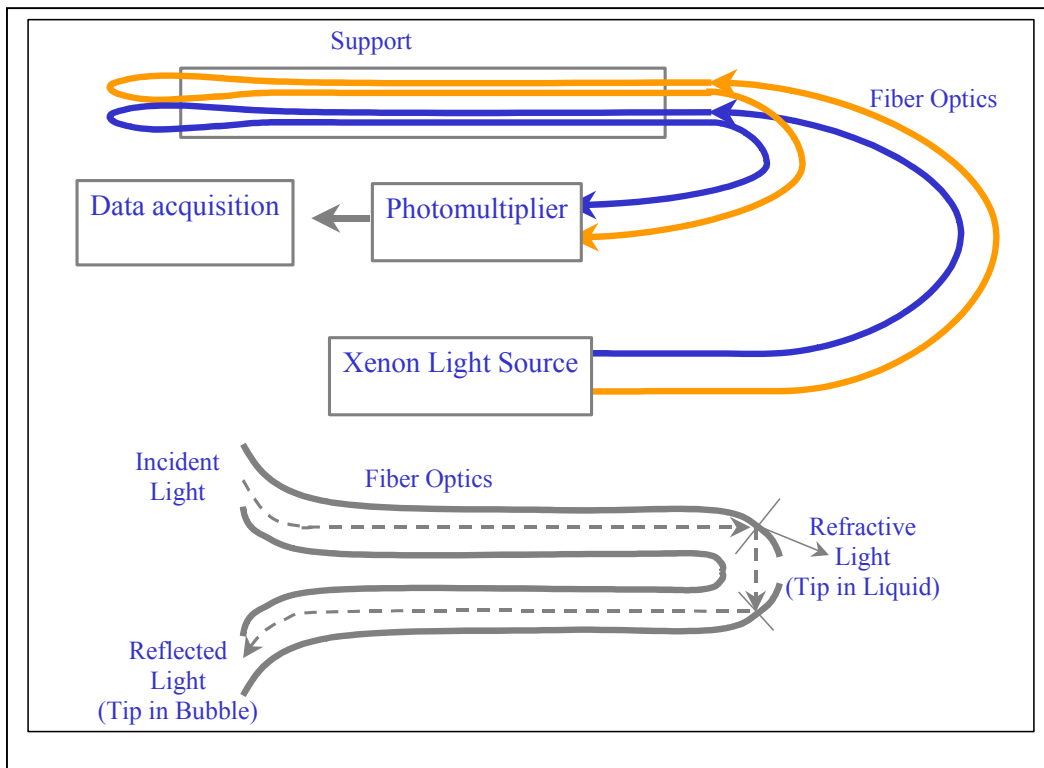 Support
Fiber Optics
Data acquisition
Photomultiplier
Xenon Light Source
Incident
Light
Fiber Optics
Refractive
Light
(Tip in Liquid)
Reflected
Light
(Tip in Bubble)